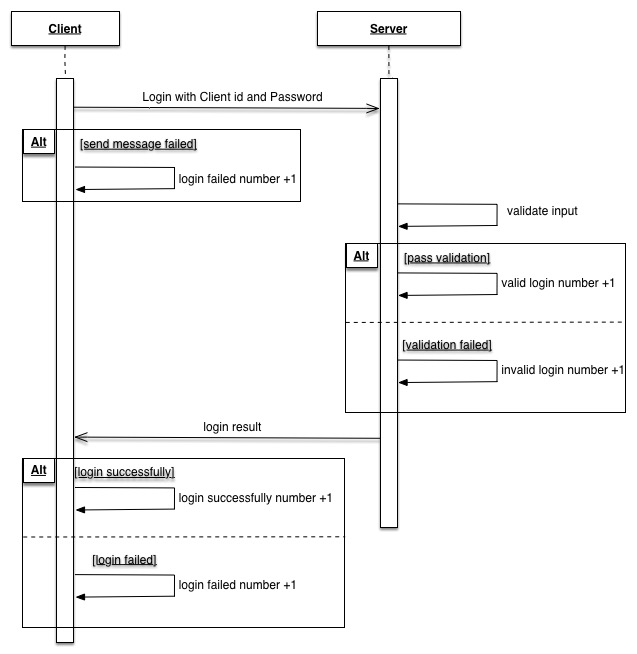 Client
Server
Login with Client id and Password
Alt
[send message failed]
login failed number +1
validate input
Alt
[pass validation]
valid login number +1
[validation failed]
invalid login number +1
login result
Alt
[login successfully]
login successfully number +1
[login failed]
login failed number +1